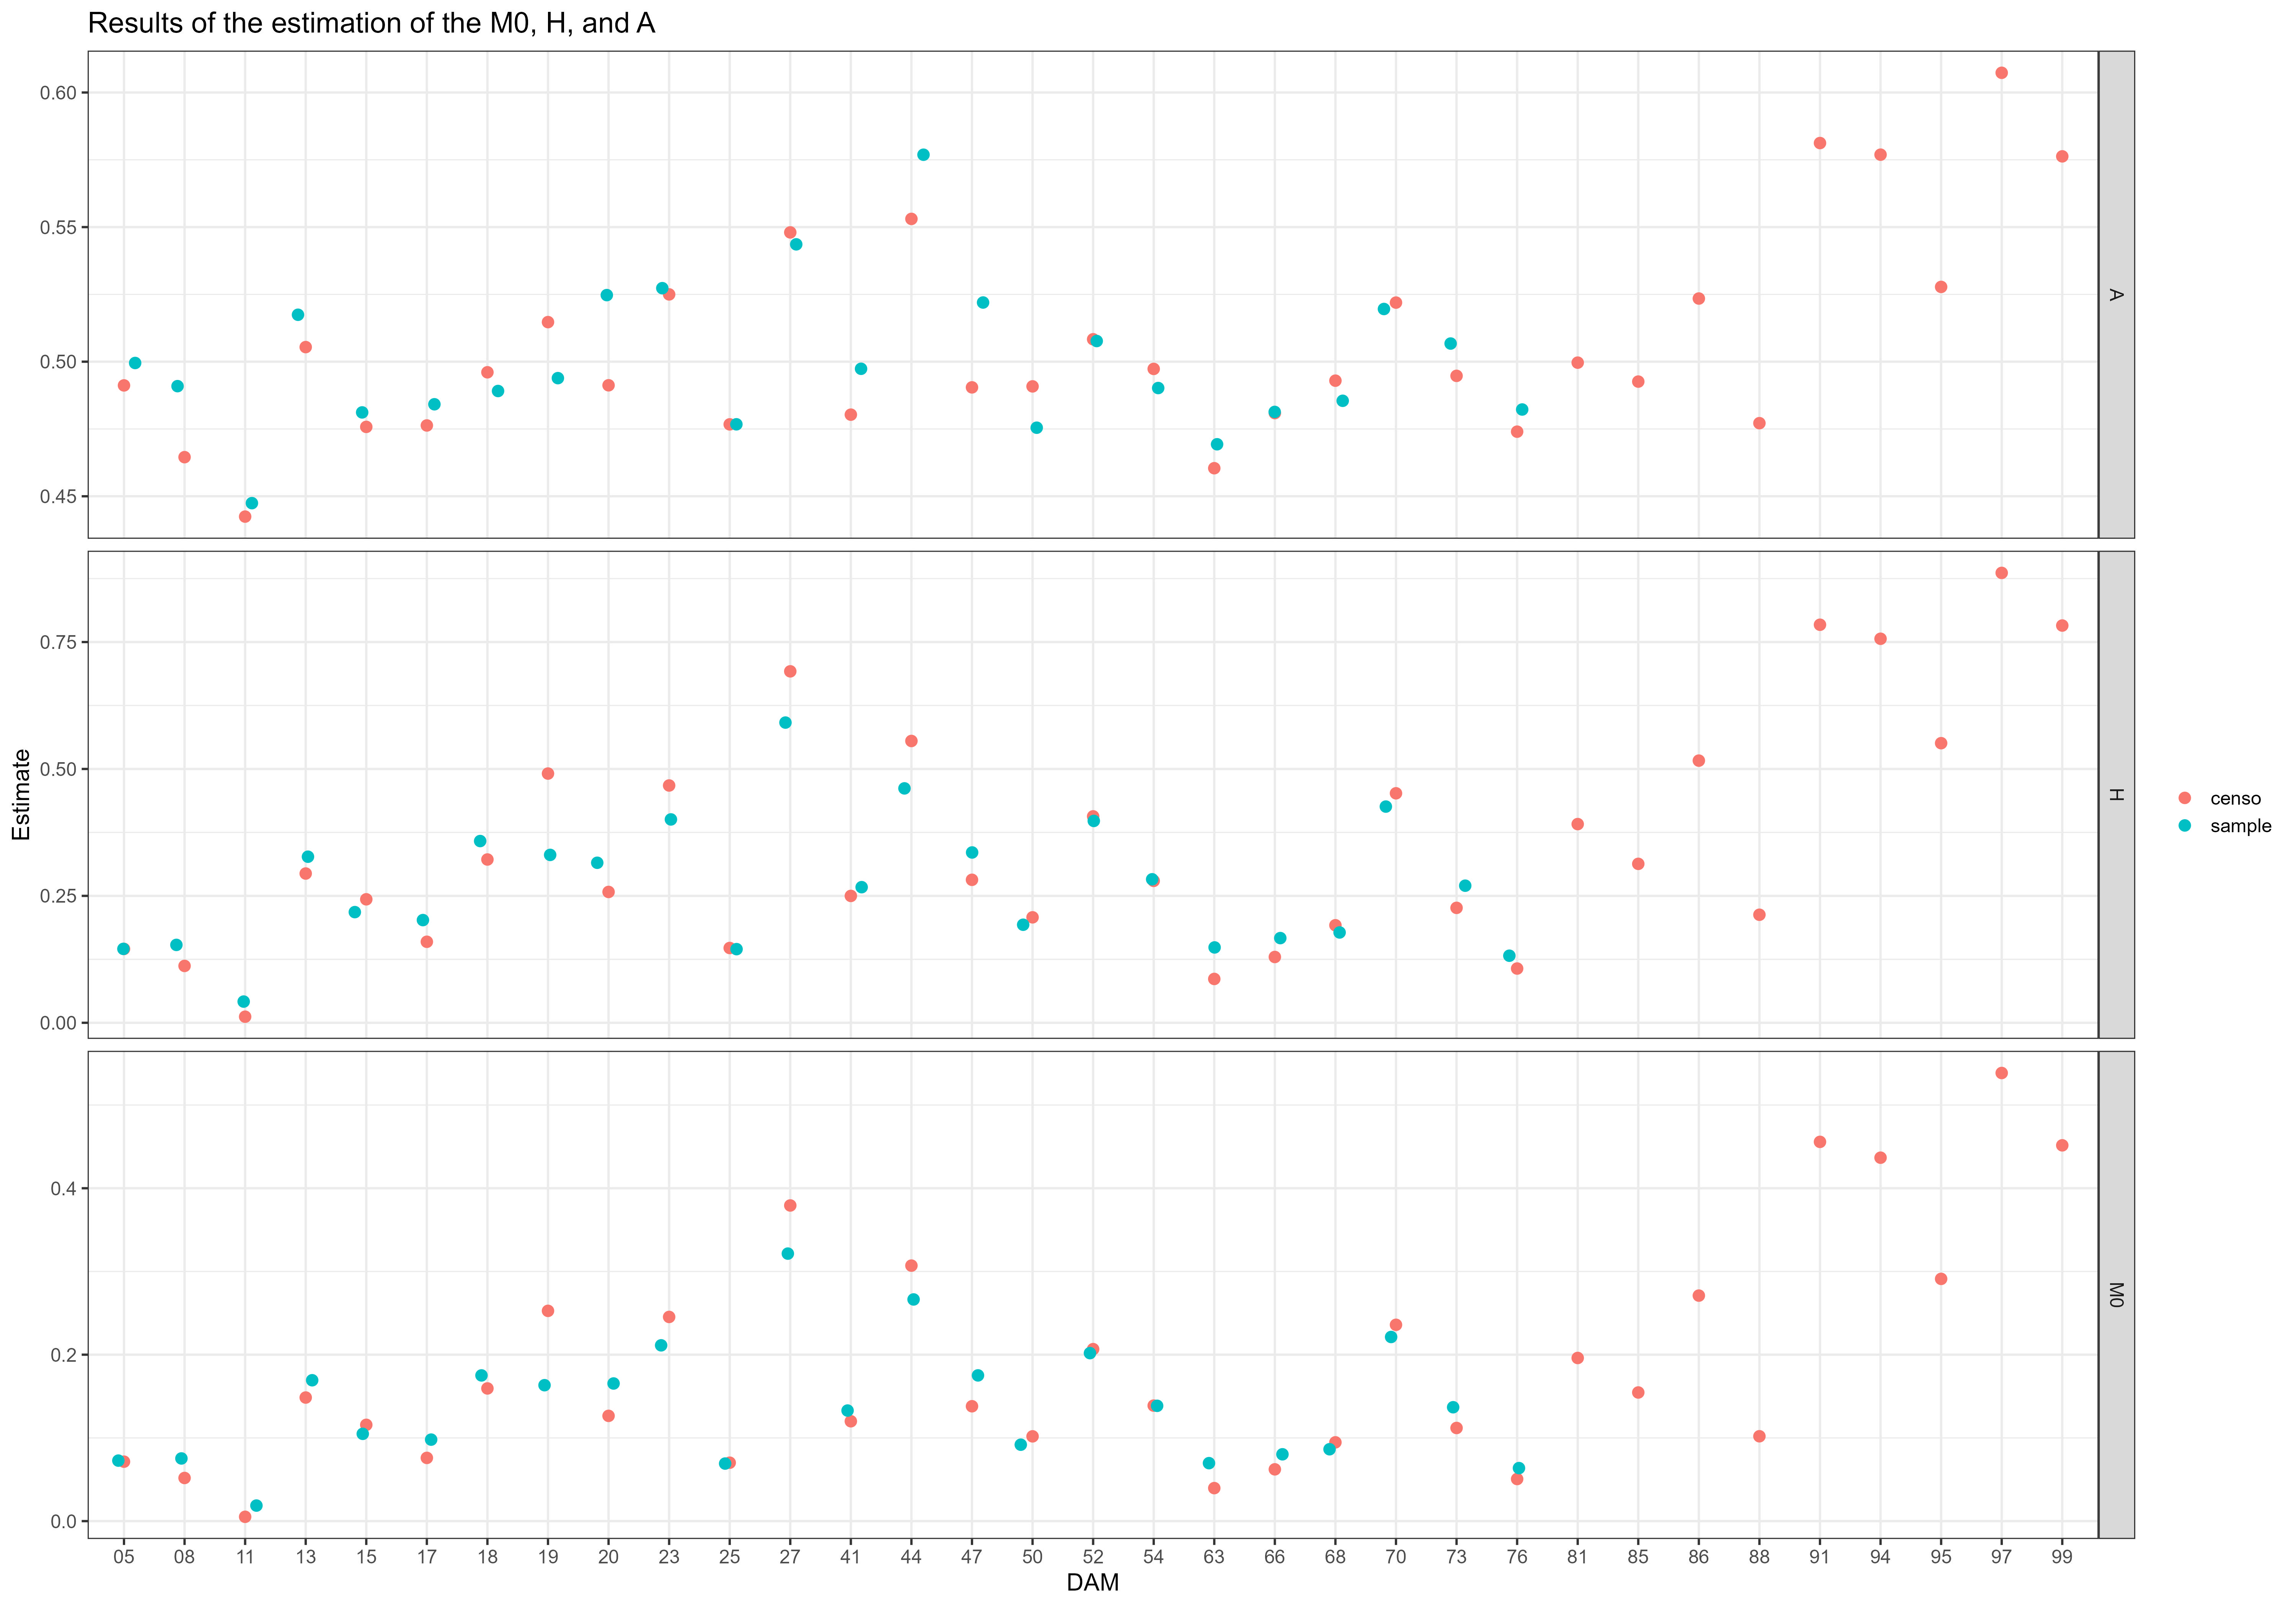 Results of the estimation of the M0, H, and A
0.60
0.55
0.50
0.45
A
0.75
0.50
0.25
0.00
H
Estimate
censo
sample
0.4
0.2
0.0
M0
05 08 11 13 15 17 18 19 20 23 25 27 41 44 47 50 52 54 63 66 68 70 73 76 81 85 86 88 91 94 95 97 99
DAM